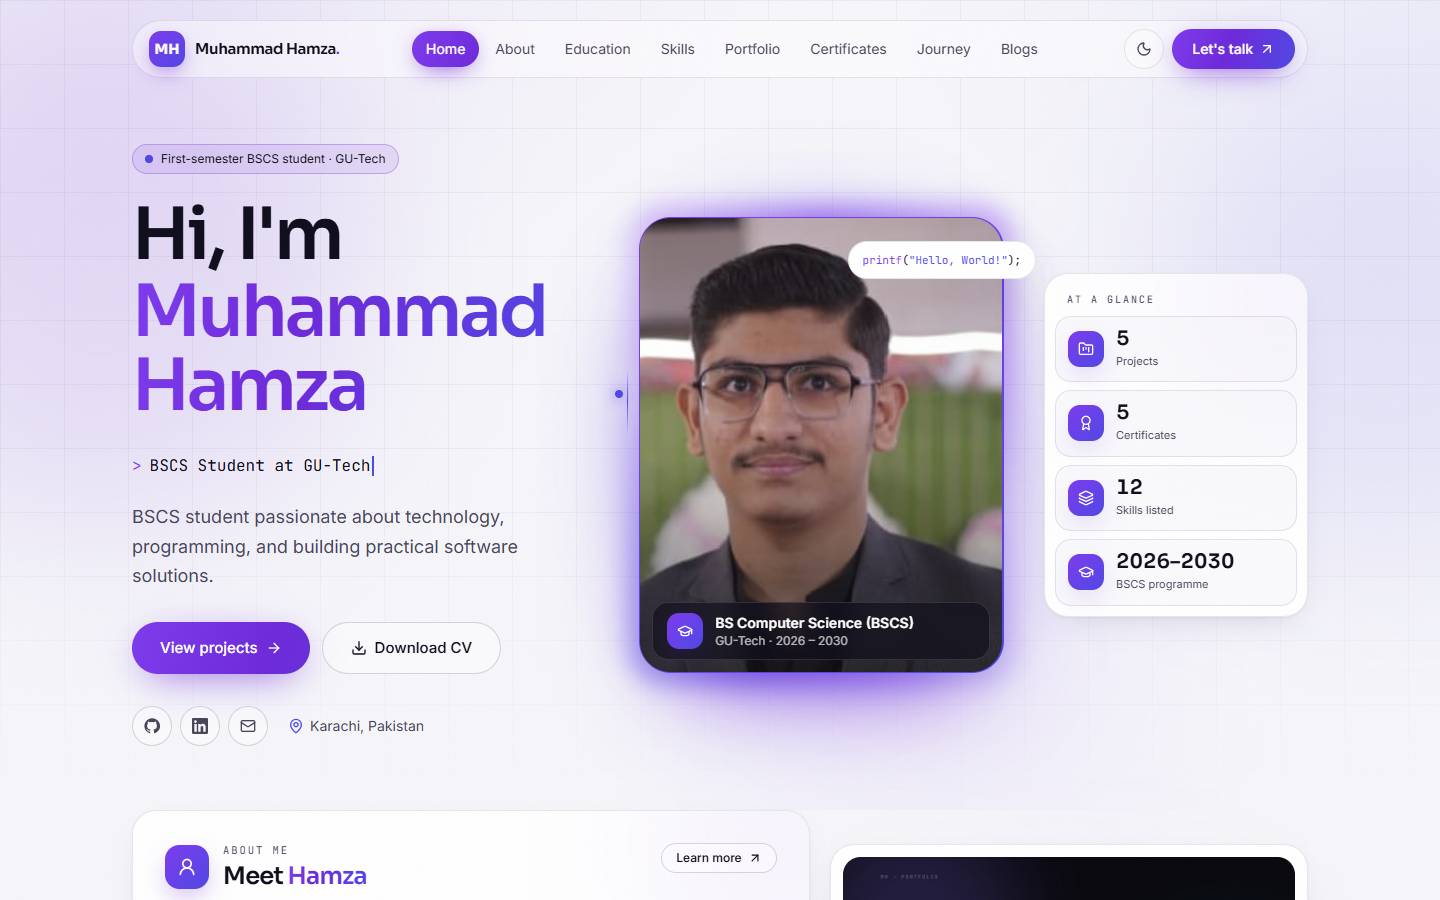 MH Muhammad Hamza.
Home
About
Education
Skills
Portfolio
Certificates
Journey
Blogs
Let's talk
First-semester BSCS student · GU-Tech
Hi, I'm
Muhammad
Hamza
> BSCS Student at GU-Tech
BSCS student passionate about technology,
programming, and building practical software
solutions.
View projects
Download CV
Karachi, Pakistan
printf("Hello, World!");
BS Computer Science (BSCS)
GU-Tech · 2026 – 2030
AT A GLANCE
5
Projects
5
Certificates
12
Skills listed
2026–2030
BSCS programme
ABOUT ME
Meet Hamza
Learn more
MH · PORTFOLIO